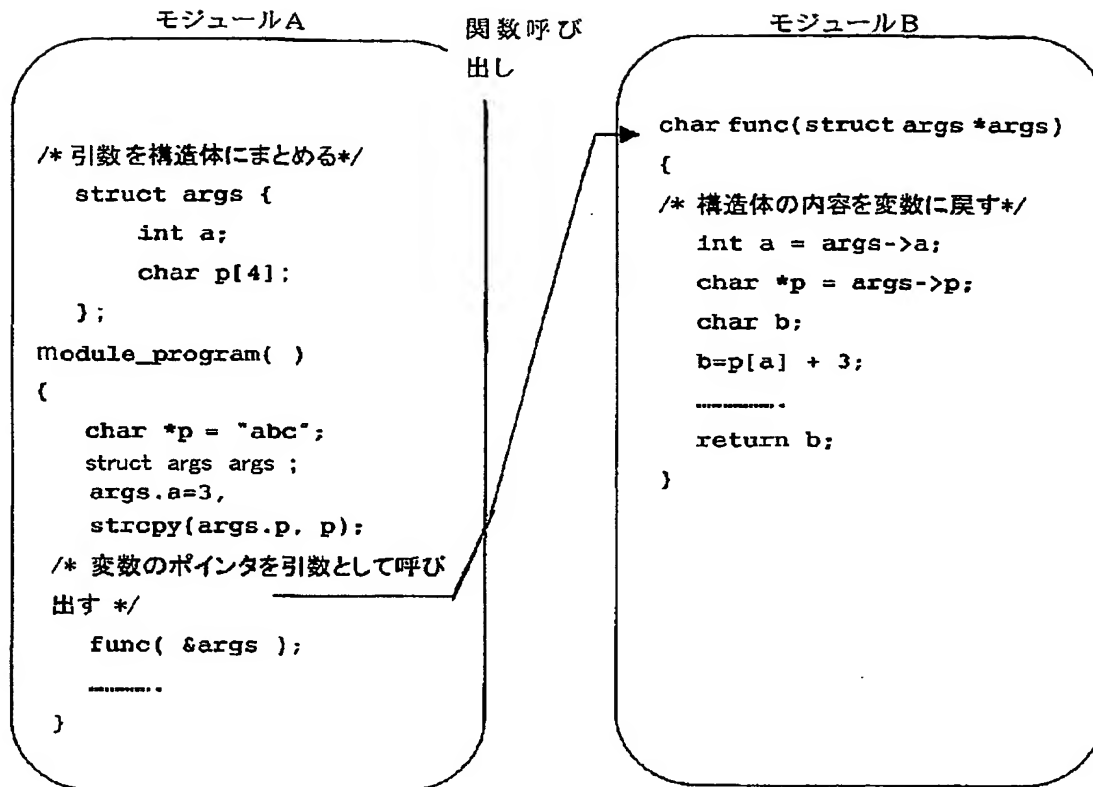 モジュールA
/* 引数を構造体にまとめる*/
struct args {
int a;
char p[4];
};
module_program( )
{
char *p = "abc";
struct args args ;
args.a=3,
strcpy(args.p, p);
/* 変数のポインタを引数として呼び
出す */
func( &args );
}
関数呼び
出し
モジュールB
char func(struct args *args)
{
/* 構造体の内容を変数に戻す*/
int a = args->a;
char *p = args->p;
char b;
b=p[a] + 3;
return b;
}